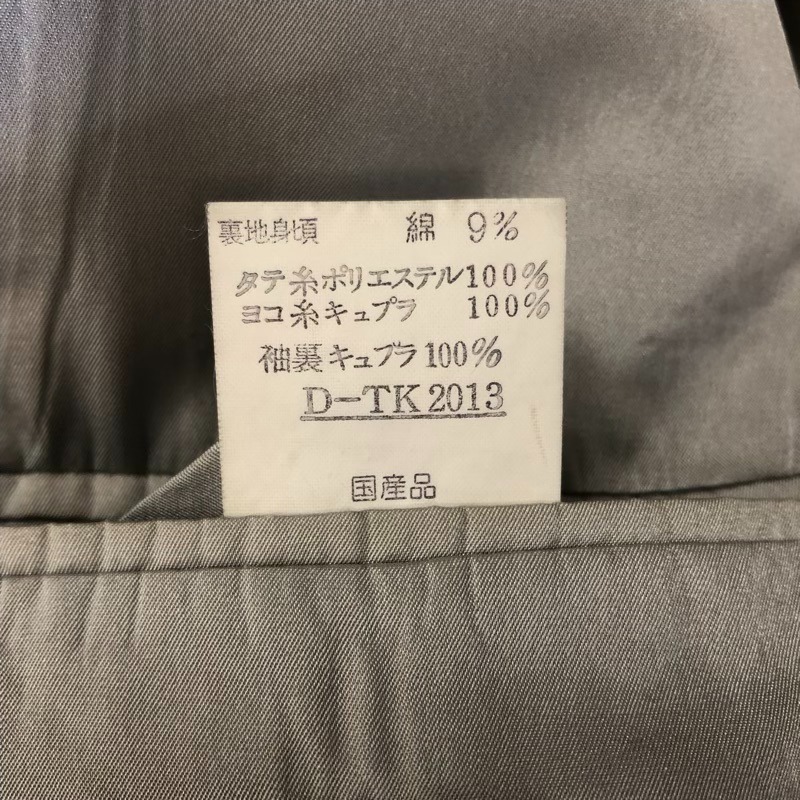 裏地身頃 綿 9%
タテ糸ポリエステル100%
ヨコ糸キュプラ 100%
袖裏キュプラ100%
D-TK2013
国産品